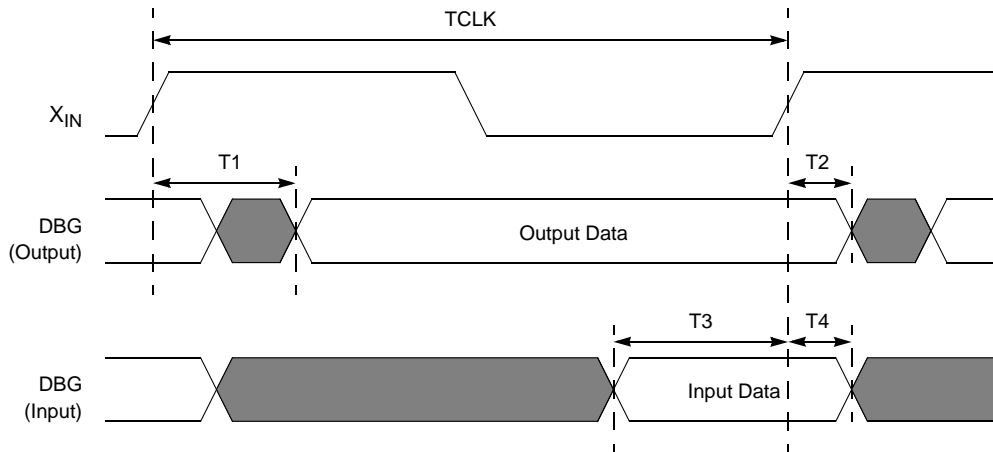 TCLK
XIN
T1
T2
DBG
(Output)
Output Data
T3
T4
DBG
(Input)
Input Data